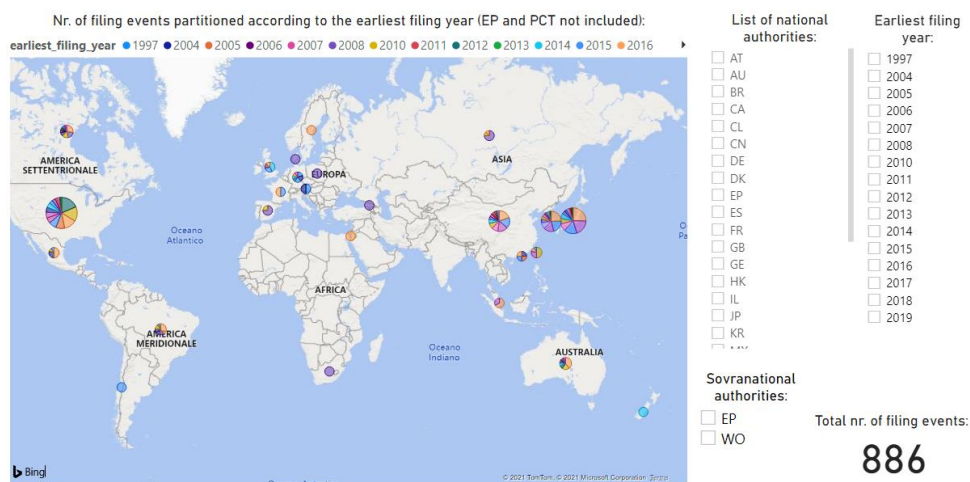 Nr. of filing events partitioned according to the earliest filing year (EP and PCT not included):
earliest_filing_year 1997 2004 2005 2006 2007 2008 2010 2011 2012 2013 2014 2015 2016
AMERICA
SETTENTRIONALE
EUROPA
ASIA
Oceano
Atlantico
AFRICA
AMERICA
MERIDIONALE
Oceano
Indiano
AUSTRALIA
O
Pa
Bing
© 2021 TomTom, © 2021 Microsoft Corporation Terms
List of national
authorities:
AT
AU
BR
CA
CL
CN
DE
DK
EP
ES
FR
GB
GE
HK
IL
JP
KR
Earliest filing
year:
1997
2004
2005
2006
2007
2008
2010
2011
2012
2013
2014
2015
2016
2017
2018
2019
Sovranational
authorities:
EP
WO
Total nr. of filing events:
886